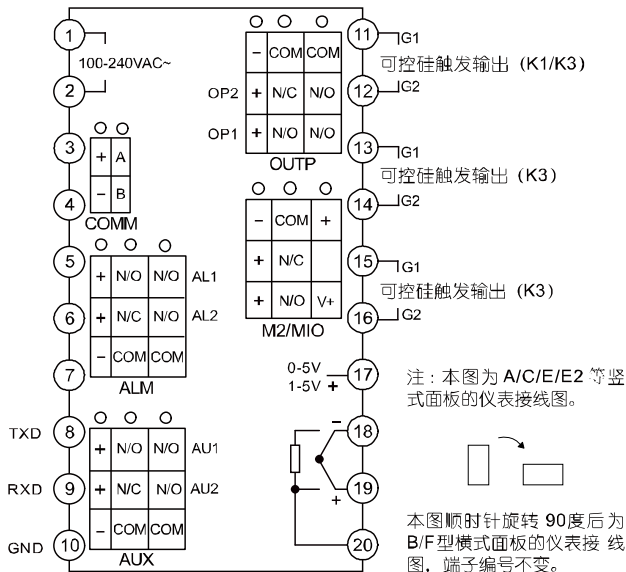 1
100-240VAC~
2
3
+ A
4
- B
COMM
5
+ N/O N/O AL1
6
+ N/C N/O AL2
7
- COM COM
ALM
TXD 8
+ N/O N/O AU1
RXD 9
+ N/C N/O AU2
GND 10
- COM COM
AUX
- COM COM
OP2 + N/C N/O
OP1 + N/O N/O
OUTP
- COM +
+ N/C
+ N/O V+
M2/MIO
11 G1
可控硅触发输出 (K1/K3)
12 G2
13 G1
可控硅触发输出 (K3)
14 G2
15 G1
可控硅触发输出 (K3)
16 G2
0-5V
1-5V + 17
- 18
+ 19
20
注：本图为 A/C/E/E2 等竖
式面板的仪表接线图。
本图顺时针旋转 90度后为
B/F型横式面板的仪表接 线
图，端子编号不变。